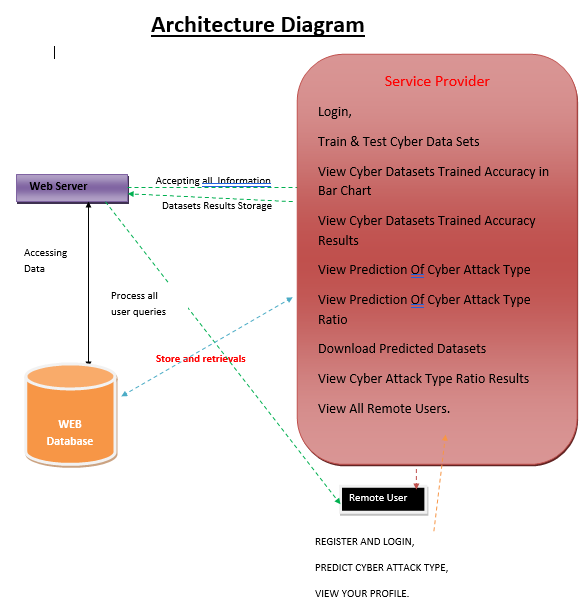 Architecture Diagram
Service Provider
Login,
Train & Test Cyber Data Sets
View Cyber Datasets Trained Accuracy in
Bar Chart
View Cyber Datasets Trained Accuracy
Results
View Prediction Of Cyber Attack Type
View Prediction Of Cyber Attack Type
Ratio
Download Predicted Datasets
View Cyber Attack Type Ratio Results
View All Remote Users.
Web Server
Accepting all Information
Datasets Results Storage
Accessing
Data
Process all
user queries
Store and retrievals
WEB
Database
Remote User
REGISTER AND LOGIN,
PREDICT CYBER ATTACK TYPE,
VIEW YOUR PROFILE.